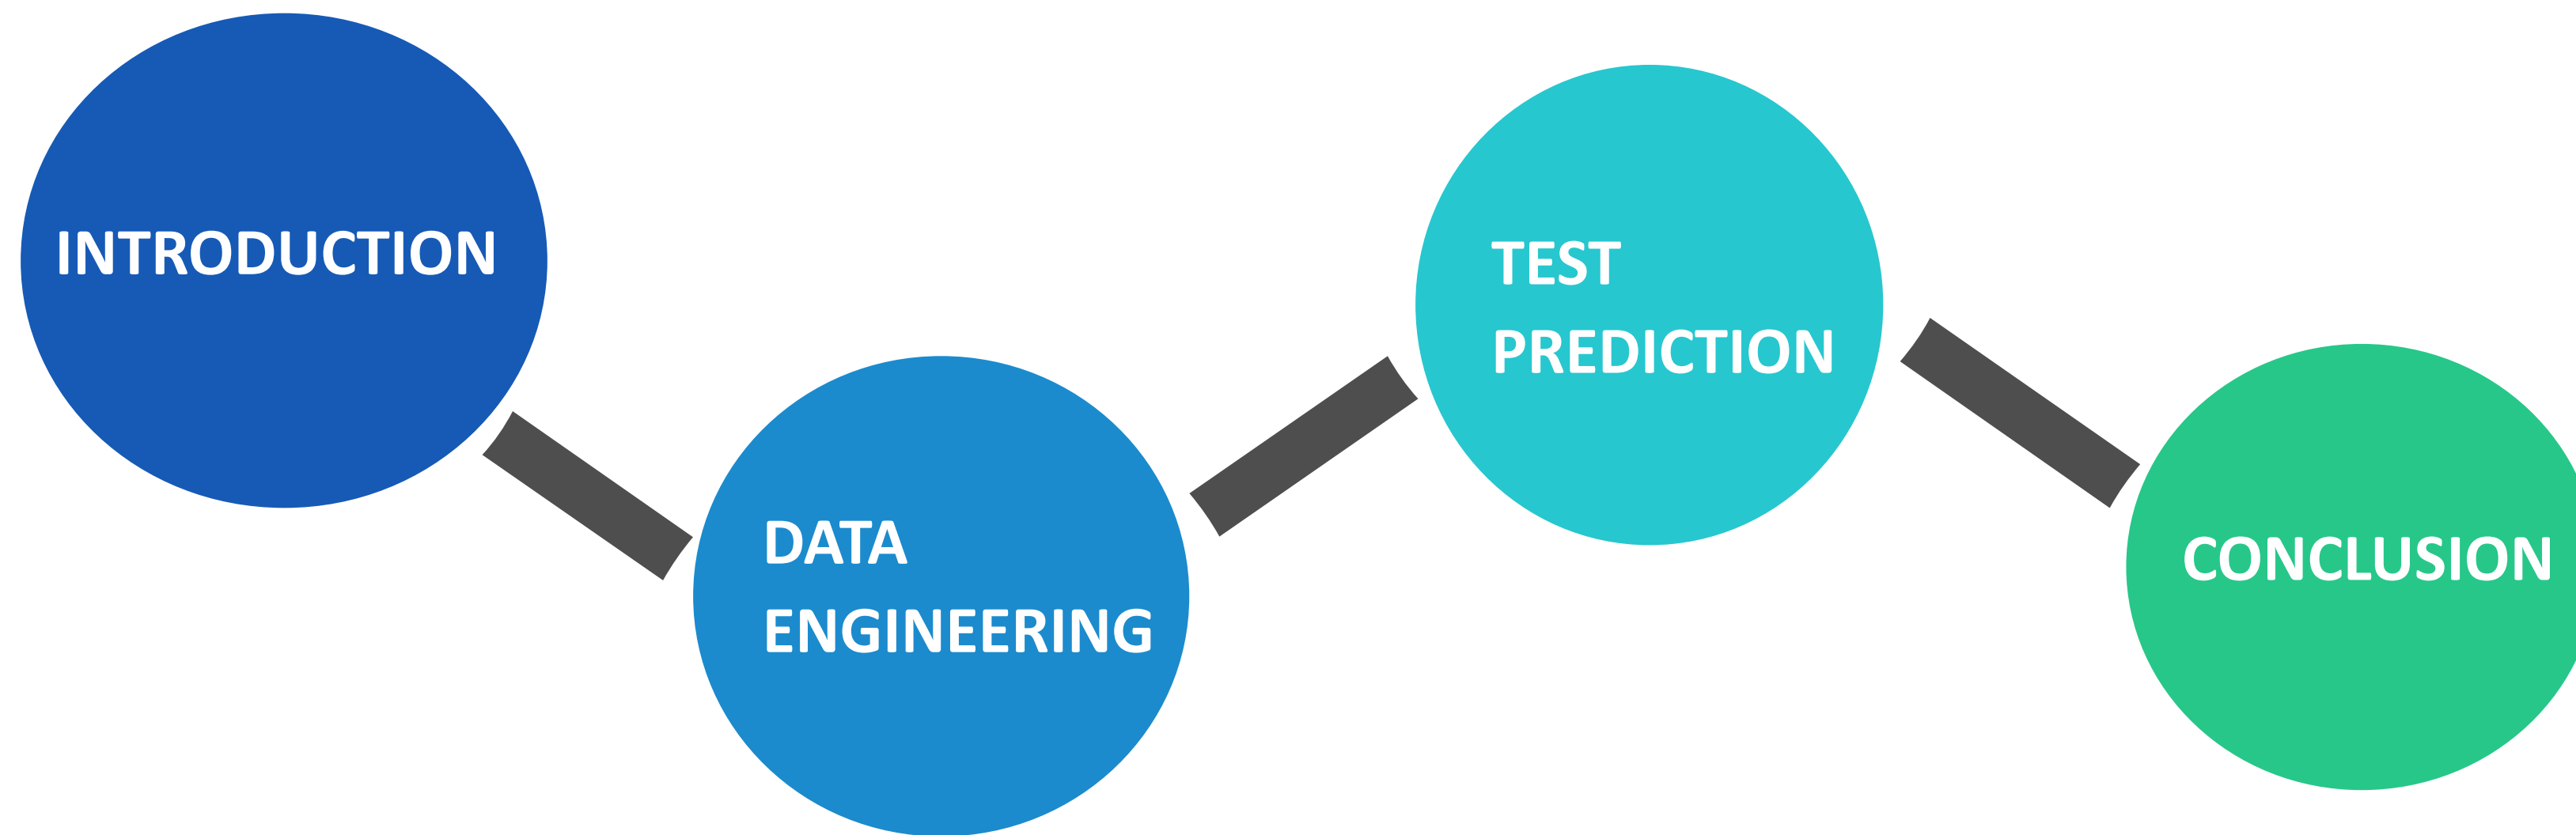 INTRODUCTION
DATA
ENGINEERING
TEST
PREDICTION
CONCLUSION